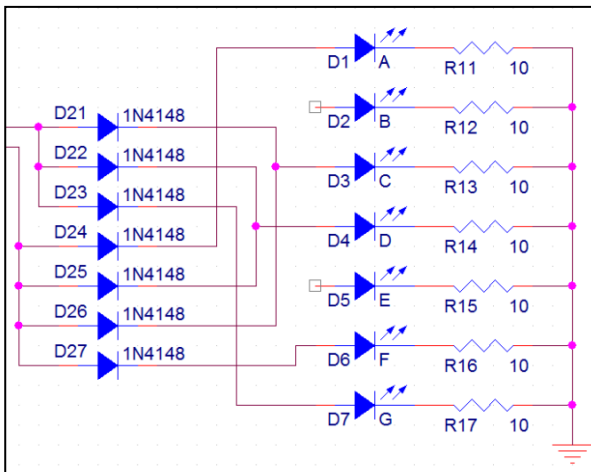 D1 A R11 10
D21 1N4148
D2 B R12 10
D22 1N4148
D3 C R13 10
D23 1N4148
D4 D R14 10
D24 1N4148
D25 1N4148
D5 E R15 10
D26 1N4148
D6 F R16 10
D27 1N4148
D7 G R17 10